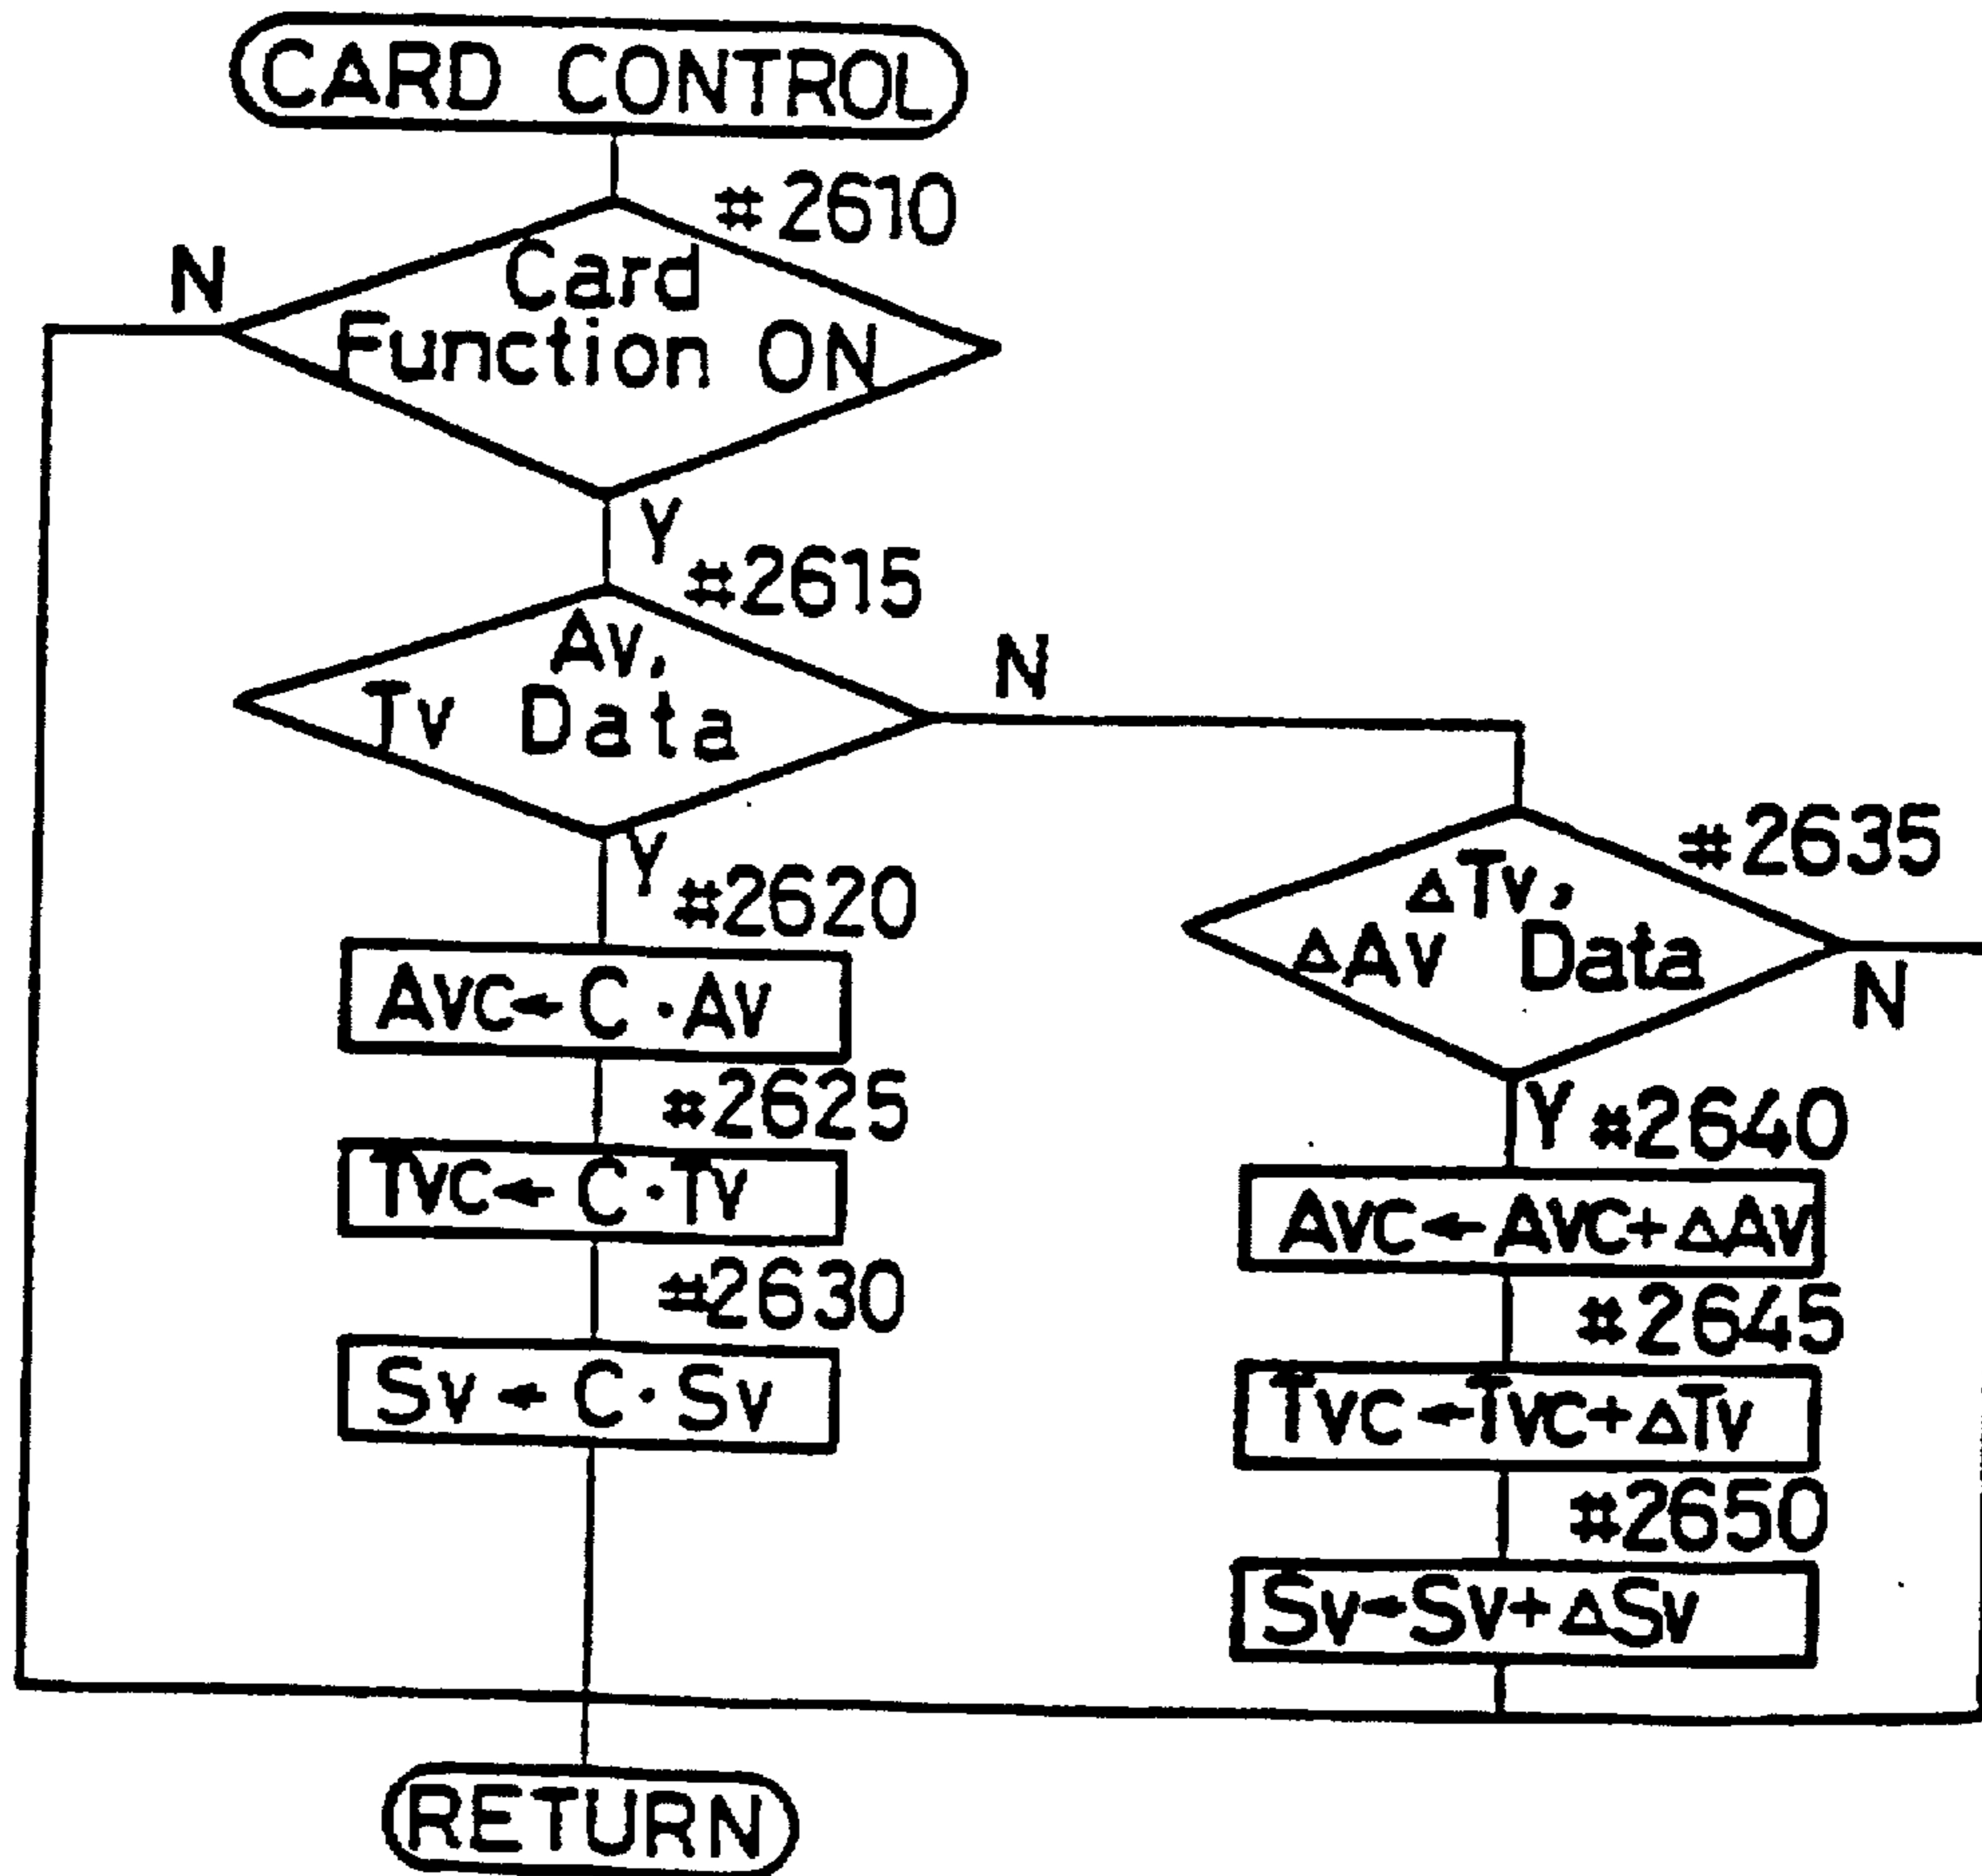 CARD CONTROL
#2610
N
Card
Function ON
Y
#2615
Av,
Tv Data
N
Y
#2620
AVC←C·AV
#2625
TVC←C·TV
#2630
SV←C·SV
#2635
ΔTv,
ΔAv Data
N
Y #2640
AVC←AVC+ΔAV
#2645
TVC←TVC+ΔTV
#2650
SV←SV+ΔSV
RETURN